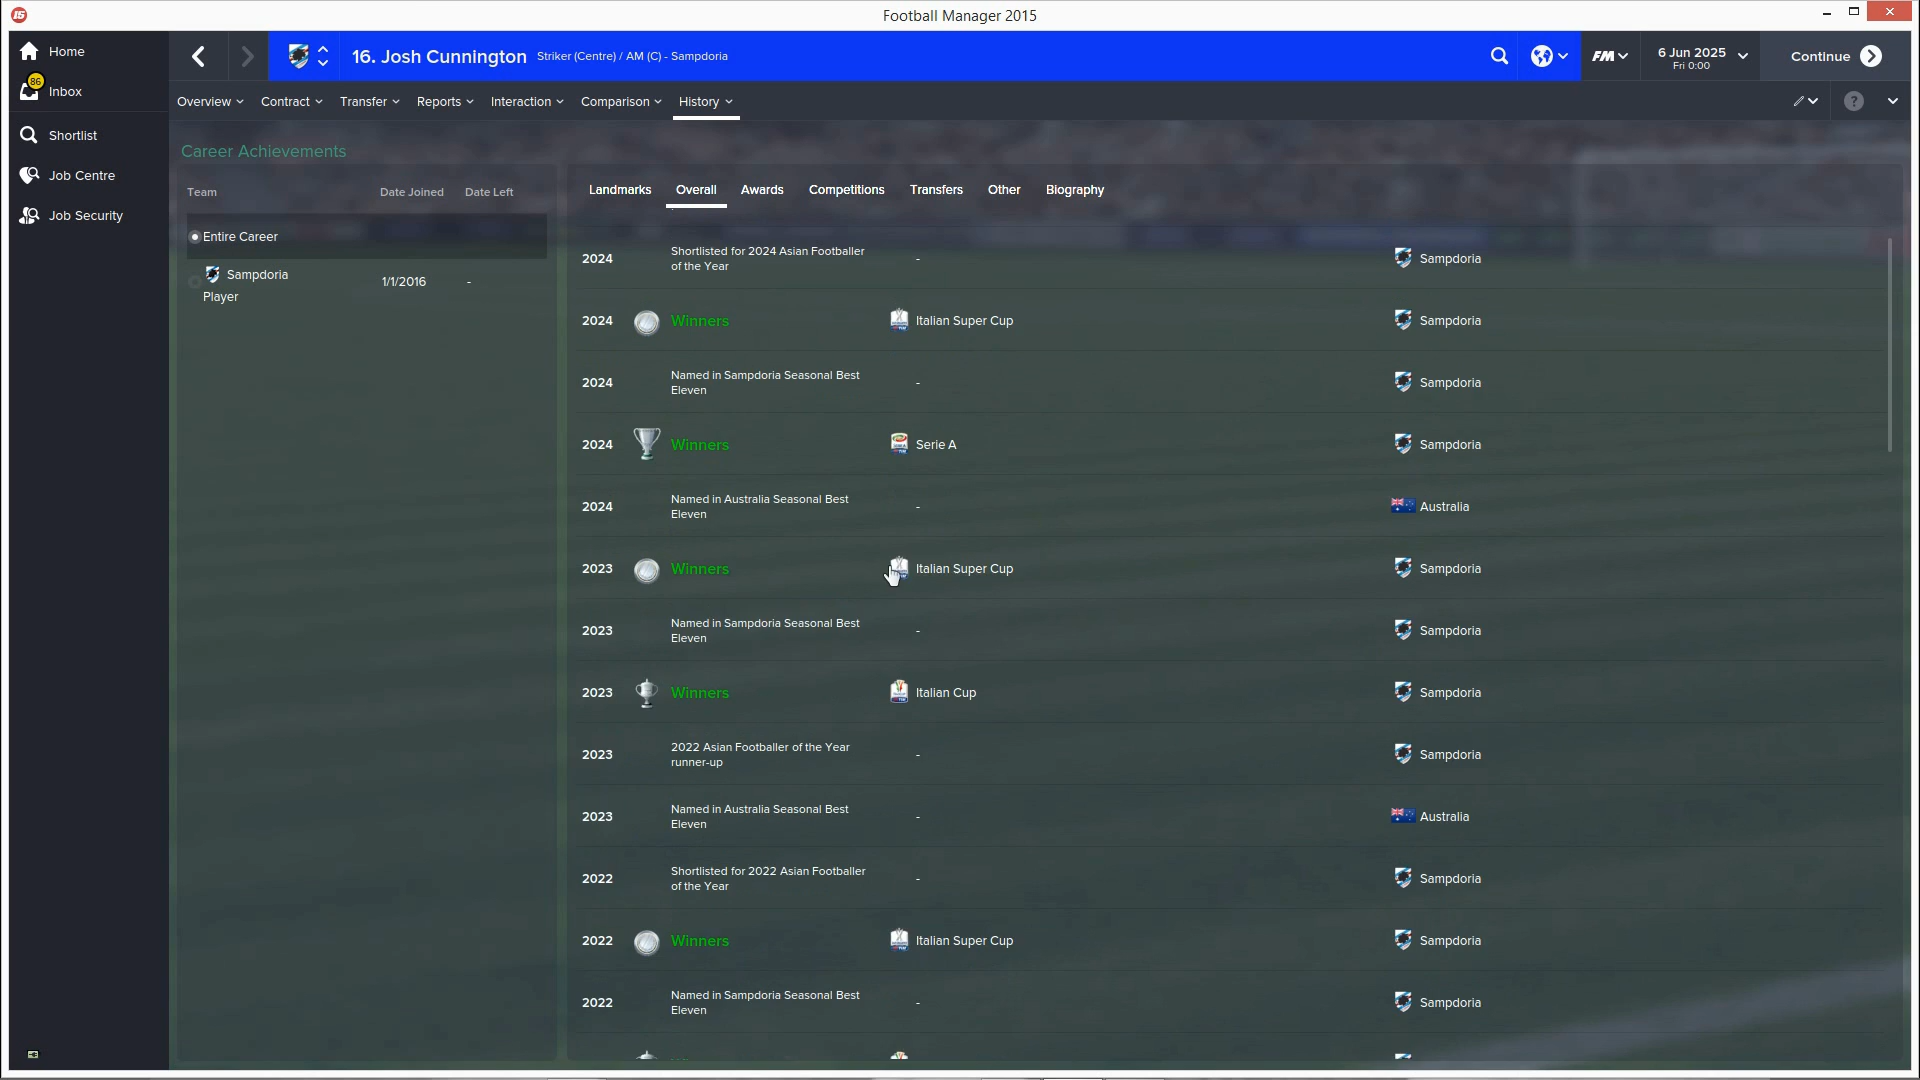 Football Manager 2015
Home
86
Inbox
Shortlist
Job Centre
Job Security
16. Josh Cunnington Striker (Centre) / AM (C) - Sampdoria
FM
6 Jun 2025
Fri 0:00
Continue
Overview Contract Transfer Reports Interaction Comparison History
?
Career Achievements
Team Date Joined Date Left
Entire Career
Sampdoria
Player
1/1/2016 -
Landmarks Overall Awards Competitions Transfers Other Biography
2024 Shortlisted for 2024 Asian Footballer
of the Year
- Sampdoria
2024 Winners Italian Super Cup Sampdoria
2024 Named in Sampdoria Seasonal Best
Eleven
- Sampdoria
2024 Winners Serie A Sampdoria
2024 Named in Australia Seasonal Best
Eleven
- Australia
2023 Winners Italian Super Cup Sampdoria
2023 Named in Sampdoria Seasonal Best
Eleven
- Sampdoria
2023 Winners Italian Cup Sampdoria
2023 2022 Asian Footballer of the Year
runner-up
- Sampdoria
2023 Named in Australia Seasonal Best
Eleven
- Australia
2022 Shortlisted for 2022 Asian Footballer
of the Year
- Sampdoria
2022 Winners Italian Super Cup Sampdoria
2022 Named in Sampdoria Seasonal Best
Eleven
- Sampdoria